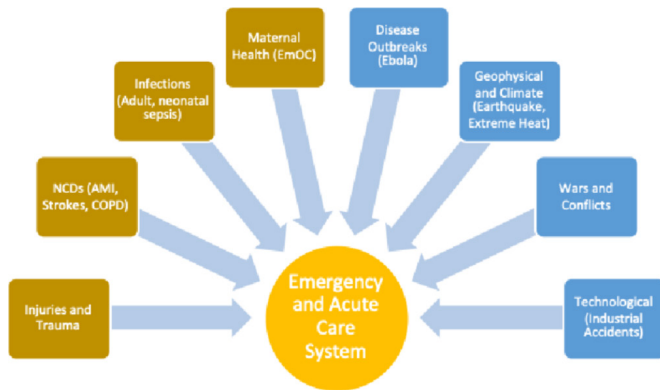 Maternal
Health (EmOC)
Disease
Outbreaks
(Ebola)
Infections
(Adult, neonatal
sepsis)
Geophysical
and Climate
(Earthquake,
Extreme Heat)
NCDs (AMI,
Strokes, COPD)
Wars and
Conflicts
Injuries and
Trauma
Emergency
and Acute
Care
System
Technological
(Industrial
Accidents)